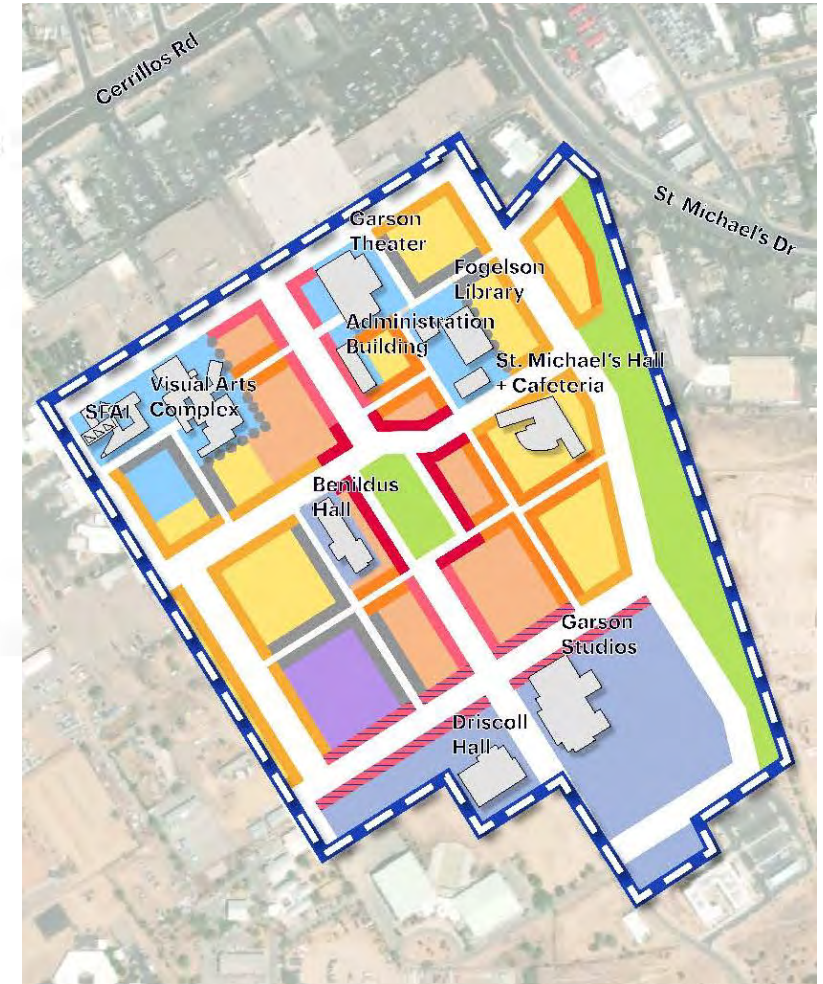 Cerrillos Rd
St. Michael's Dr
Garson
Theater
Fogelson
Library
Administration
Building
St. Michael's Hall
+ Cafeteria
Visual Arts
Complex
SFAI
Benildus
Hall
Garson
Studios
Driscoll
Hall